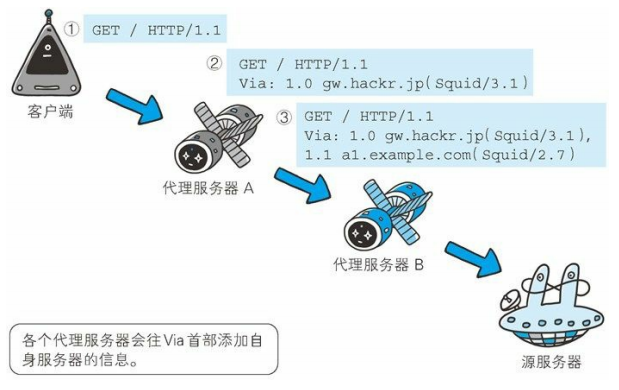 ① GET / HTTP/1.1
② GET / HTTP/1.1
Via: 1.0 gw.hackr.jp(Squid/3.1)
③ GET / HTTP/1.1
Via: 1.0 gw.hackr.jp(Squid/3.1),
1.1 a1.example.com(Squid/2.7)
客户端
代理服务器 A
代理服务器 B
源服务器
各个代理服务器会往Via首部添加自
身服务器的信息。